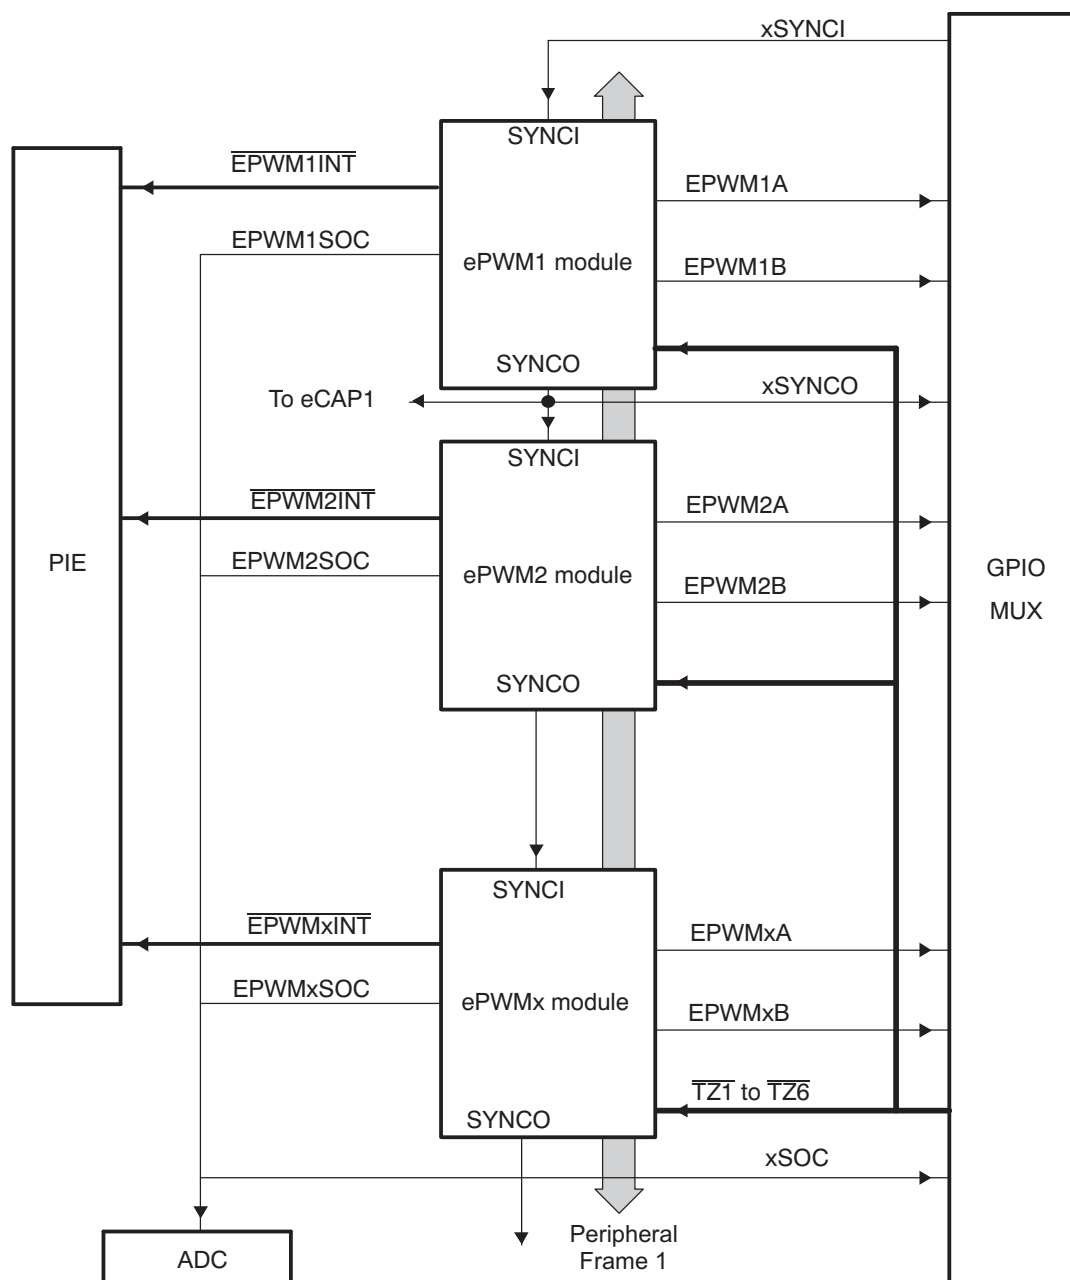 xSYNCI
SYNCI
EPWM1INT
EPWM1A
EPWM1SOC
ePWM1 module
EPWM1B
SYNCO
To eCAP1
xSYNCO
SYNCI
EPWM2INT
EPWM2A
PIE
EPWM2SOC
ePWM2 module
EPWM2B
GPIO
MUX
SYNCO
SYNCI
EPWMxINT
EPWMxA
EPWMxSOC
ePWMx module
EPWMxB
TZ1 to TZ6
SYNCO
xSOC
Peripheral
Frame 1
ADC